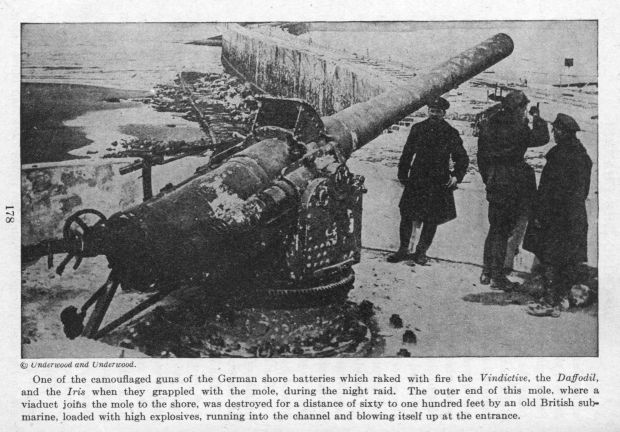 178
© Underwood and Underwood.
One of the camouflaged guns of the German shore batteries which raked with fire the Vindictive, the Daffodil,
and the Iris when they grappled with the mole, during the night raid. The outer end of this mole, where a
viaduct joins the mole to the shore, was destroyed for a distance of sixty to one hundred feet by an old British sub-
marine, loaded with high explosives, running into the channel and blowing itself up at the entrance.